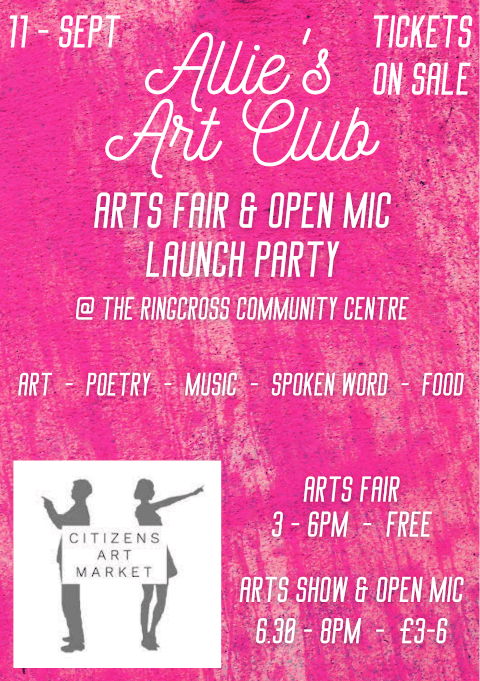 11 - SEPT
TICKETS
ON SALE
Allie's
Art Club
ARTS FAIR & OPEN MIC
LAUNCH PARTY
@ THE RINGCROSS COMMUNITY CENTRE
ART - POETRY - MUSIC - SPOKEN WORD - FOOD
CITIZENS
ART
MARKET
ARTS FAIR
3 - 6PM - FREE
ARTS SHOW & OPEN MIC
6.30 - 8PM - £3-6